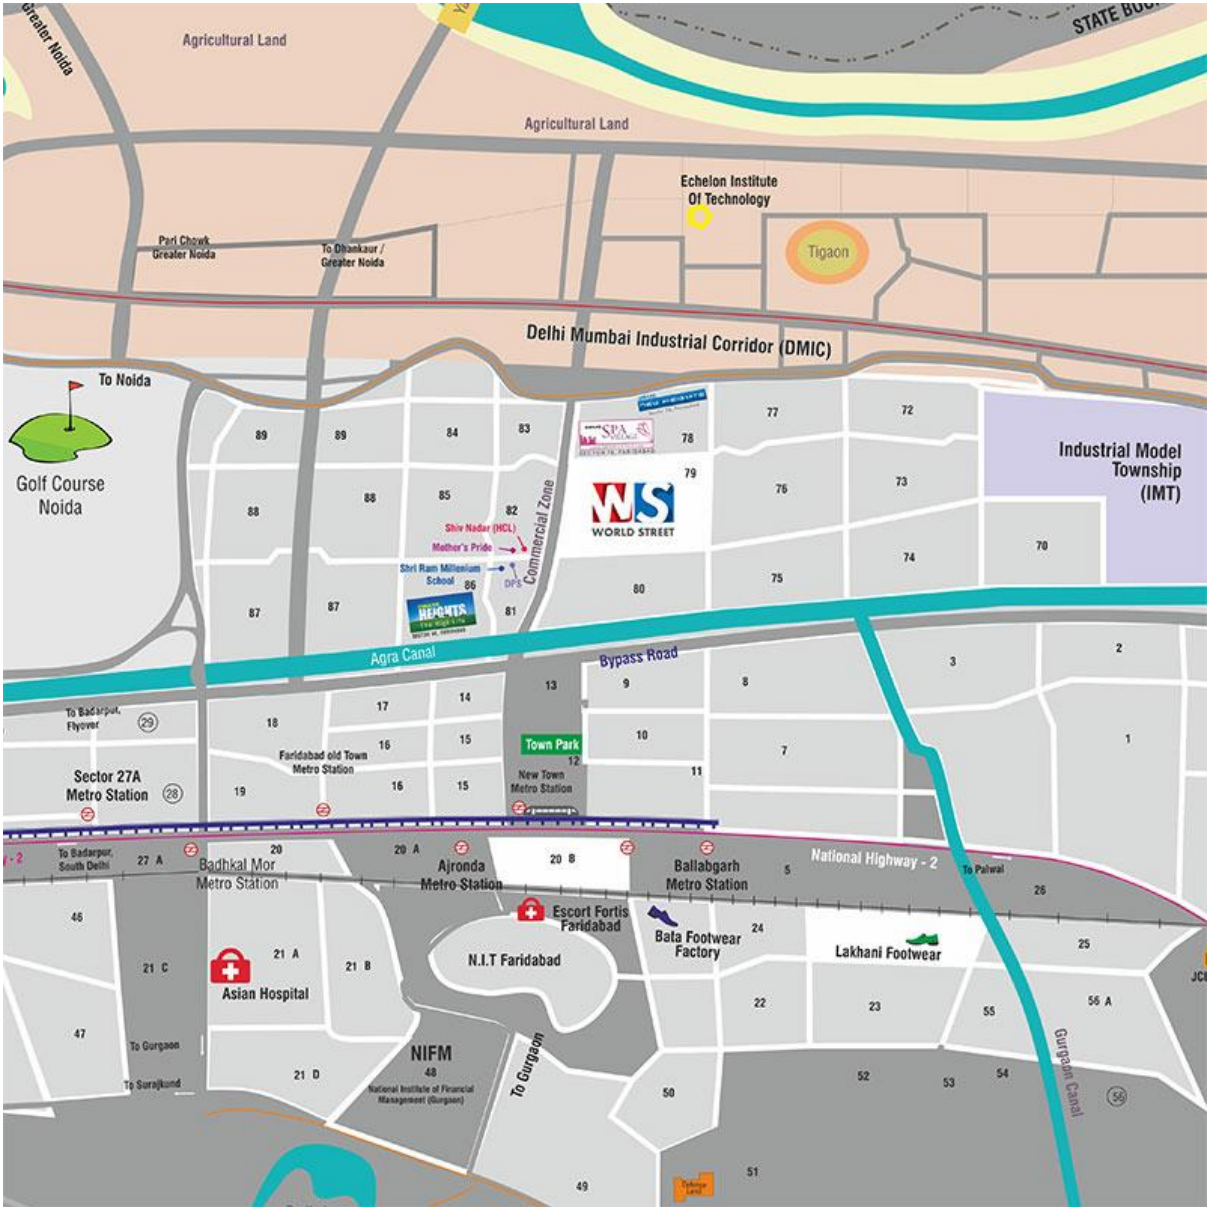 Greater Noida
Agricultural Land
Agricultural Land
Echelon Institute
Of Technology
Pari Chowk
Greater Noida
To Dhankaur /
Greater Noida
Tigaon
Delhi Mumbai Industrial Corridor (DMIC)
To Noida
Golf Course
Noida
89
89
84
83
SPA
VILLAGE
78
77
72
Industrial Model
Township
(IMT)
88
88
85
82
79
76
73
WS
WORLD STREET
Commercial Zone
Shiv Nadar (HCL)
Mother's Pride
Shri Ram Millenium
School
86
DPS
HEIGHTS
87
87
81
80
75
74
70
Agra Canal
Bypass Road
To Badarpur,
Flyover
29
18
17
14
13
9
8
3
2
Faridabad old Town
Metro Station
16
15
Town Park
12
10
7
1
Sector 27A
Metro Station
28
19
16
15
New Town
Metro Station
11
To Badarpur,
South Delhi
27 A
Badhkal Mor
Metro Station
20
20 A
Ajronda
Metro Station
20 B
Ballabgarh
Metro Station
5
National Highway - 2
To Palwal
26
46
21 C
21 A
21 B
Asian Hospital
Escort Fortis
Faridabad
N.I.T Faridabad
Bata Footwear
Factory
24
Lakhani Footwear
25
47
To Gurgaon
To Surajkund
21 D
NIFM
48
National Institute of Financial
Management (Gurgaon)
To Gurgaon
22
23
55
56 A
50
52
53
54
56
Gurgaon Canal
49
51
Defence
Land